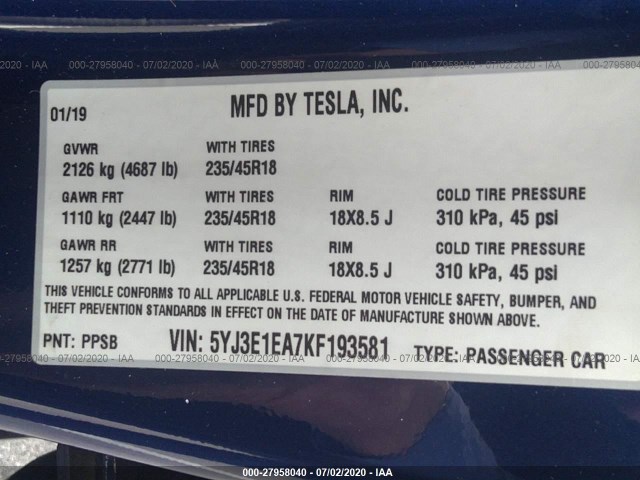 000-27958040 - 07/02/2020 - IAA
01/19
MFD BY TESLA, INC.
GVWR WITH TIRES
2126 kg (4687 lb) 235/45R18
GAWR FRT WITH TIRES RIM COLD TIRE PRESSURE
1110 kg (2447 lb) 235/45R18 18X8.5 J 310 kPa, 45 psi
GAWR RR WITH TIRES RIM COLD TIRE PRESSURE
1257 kg (2771 lb) 235/45R18 18X8.5 J 310 kPa, 45 psi
THIS VEHICLE CONFORMS TO ALL APPLICABLE U.S. FEDERAL MOTOR VEHICLE SAFETY, BUMPER, AND
THEFT PREVENTION STANDARDS IN EFFECT ON THE DATE OF MANUFACTURE SHOWN ABOVE.
PNT: PPSB VIN: 5YJ3E1EA7KF193581 TYPE: PASSENGER CAR
000-27958040 - 07/02/2020 - IAA